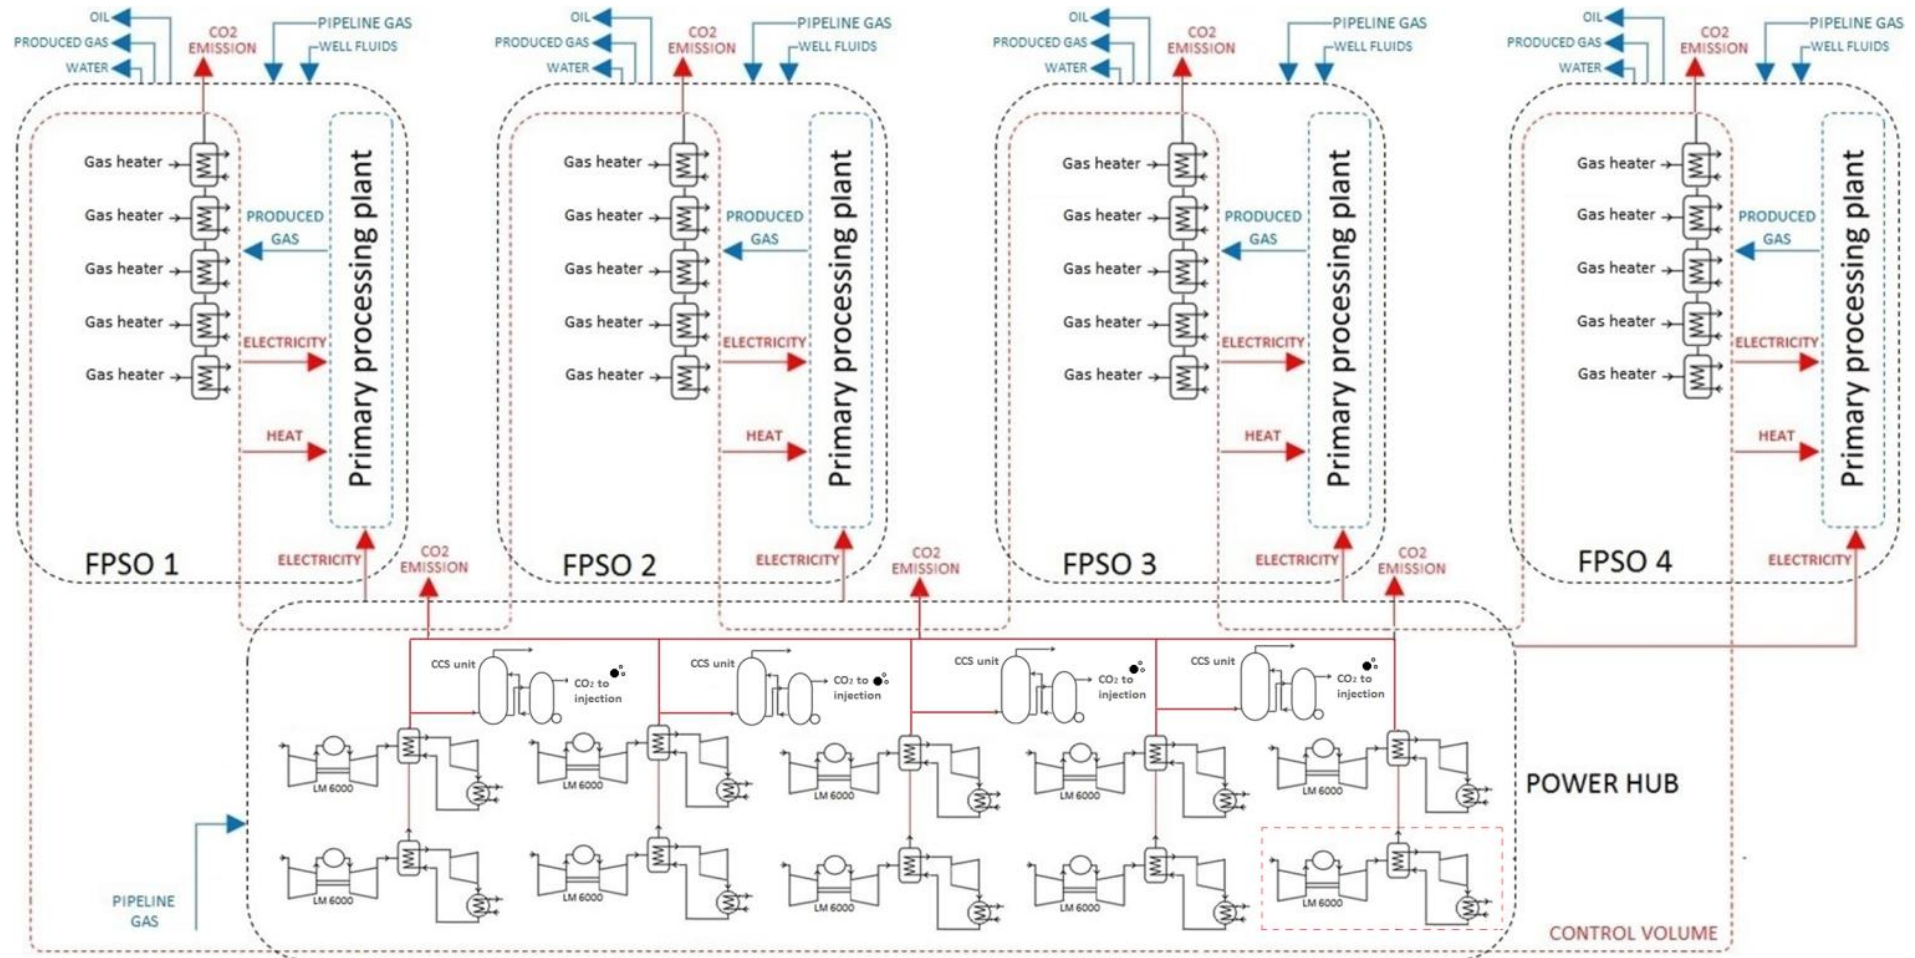 OIL
PRODUCED GAS
WATER
CO2
EMISSION
PIPELINE GAS
WELL FLUIDS
Gas heater
Gas heater
Gas heater
Gas heater
Gas heater
PRODUCED
GAS
ELECTRICITY
HEAT
Primary processing plant
FPSO 1
ELECTRICITY
OIL
PRODUCED GAS
WATER
CO2
EMISSION
PIPELINE GAS
WELL FLUIDS
Gas heater
Gas heater
Gas heater
Gas heater
Gas heater
PRODUCED
GAS
ELECTRICITY
HEAT
Primary processing plant
FPSO 2
ELECTRICITY
OIL
PRODUCED GAS
WATER
CO2
EMISSION
PIPELINE GAS
WELL FLUIDS
Gas heater
Gas heater
Gas heater
Gas heater
Gas heater
PRODUCED
GAS
ELECTRICITY
HEAT
Primary processing plant
FPSO 3
ELECTRICITY
OIL
PRODUCED GAS
WATER
CO2
EMISSION
PIPELINE GAS
WELL FLUIDS
Gas heater
Gas heater
Gas heater
Gas heater
Gas heater
PRODUCED
GAS
ELECTRICITY
HEAT
Primary processing plant
FPSO 4
ELECTRICITY
CO2
EMISSION
CO2
EMISSION
CO2
EMISSION
CCS unit
CO2 to
injection
CCS unit
CO2 to
injection
CCS unit
CO2 to
injection
CCS unit
CO2 to
injection
LM 6000
LM 6000
LM 6000
LM 6000
LM 6000
POWER HUB
LM 6000
LM 6000
LM 6000
LM 6000
LM 6000
PIPELINE
GAS
CONTROL VOLUME